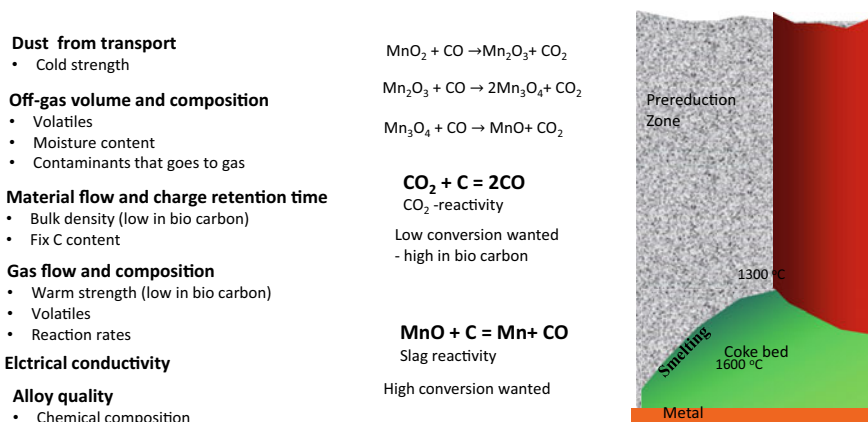 Dust from transport
• Cold strength
Off-gas volume and composition
• Volatiles
• Moisture content
• Contaminants that goes to gas
Material flow and charge retention time
• Bulk density (low in bio carbon)
• Fix C content
Gas flow and composition
• Warm strength (low in bio carbon)
• Volatiles
• Reaction rates
Elctrical conductivity
Alloy quality
• Chemical composition
MnO₂ + CO →Mn₂O₃+ CO₂
Mn₂O₃ + CO → 2Mn₃O₄+ CO₂
Mn₃O₄ + CO → MnO+ CO₂
CO₂ + C = 2CO
CO₂ -reactivity
Low conversion wanted
- high in bio carbon
MnO + C = Mn+ CO
Slag reactivity
High conversion wanted
Prereduction
Zone
1300 °C
Smelting
Coke bed
1600 °C
Metal